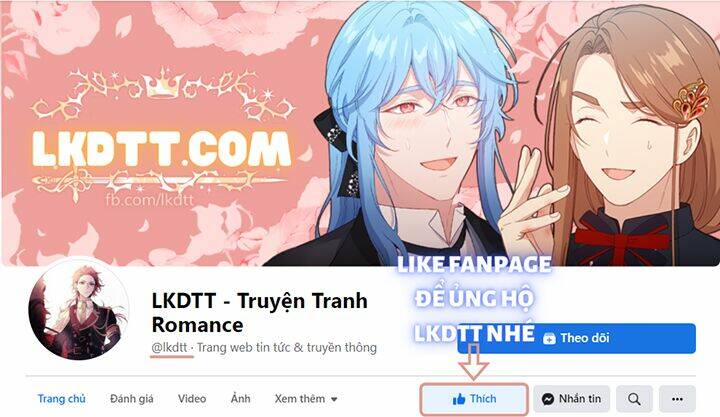 LKDTT.COM
fb.com/lkdtt
LIKE FANPAGE
ĐỂ ỦNG HỘ
LKDTT NHÉ
LKDTT - Truyện Tranh
Romance
@lkdtt · Trang web tin tức & truyền thông
Theo dõi
Trang chủ Đánh giá Video Ảnh Xem thêm Thích Nhắn tin